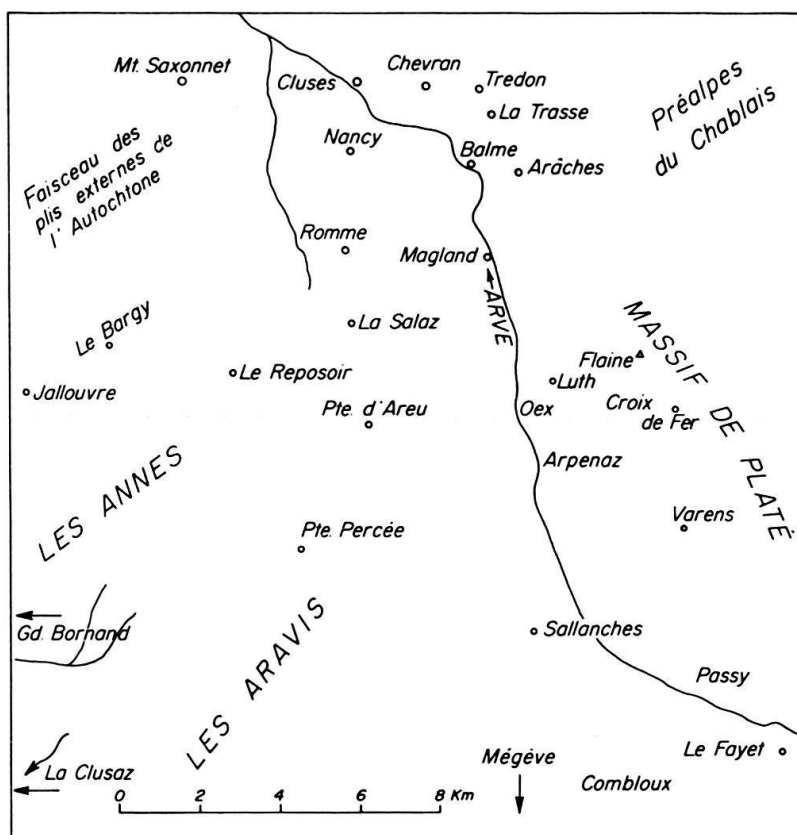 Mt. Saxonnet
Cluses
Chevran
Tredon
La Trasse
Préalpes
du Chablais
Nancy
Balme
Arâches
Faisceau des
plis externes de
l' Autochtone
Romme
Magland
ARVE
La Salaz
Le Bargy
Le Reposoir
Jallouvre
Pte. d'Areu
Flaine
Luth
Oex
Croix
de Fer
MASSIF DE PLATÉ
Arpenaz
LES ANNES
Varens
Pte. Percée
Gd. Bornand
Sallanches
LES ARAVIS
Passy
La Clusaz
Mégève
Le Fayet
Combloux
0 2 4 6 8 Km